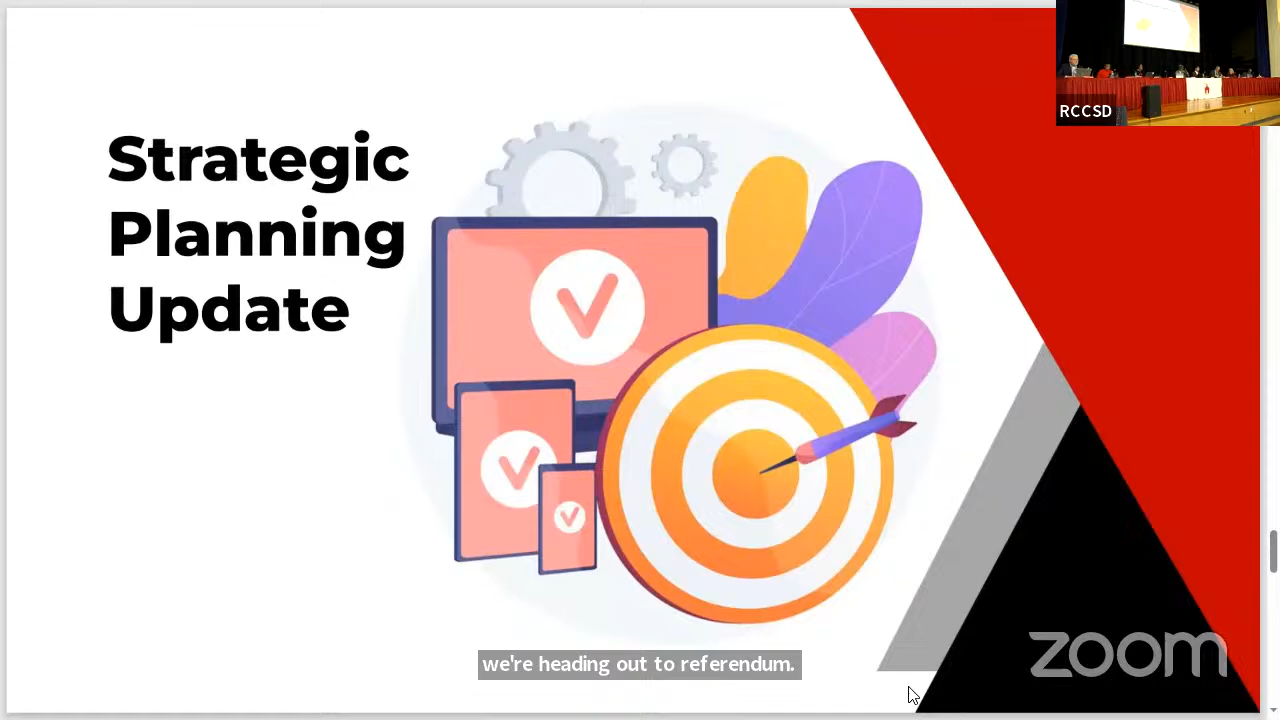 Strategic
Planning
Update
RCCSD
we're heading out to referendum.
zoom